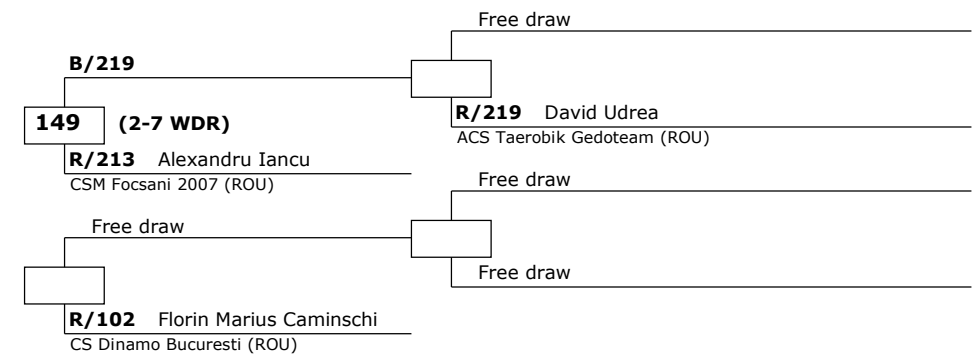 Free draw
B/219
149 (2-7 WDR)
R/219 David Udrea
ACS Taerobik Gedoteam (ROU)
R/213 Alexandru Iancu
CSM Focsani 2007 (ROU)
Free draw
Free draw
Free draw
R/102 Florin Marius Caminschi
CS Dinamo Bucuresti (ROU)